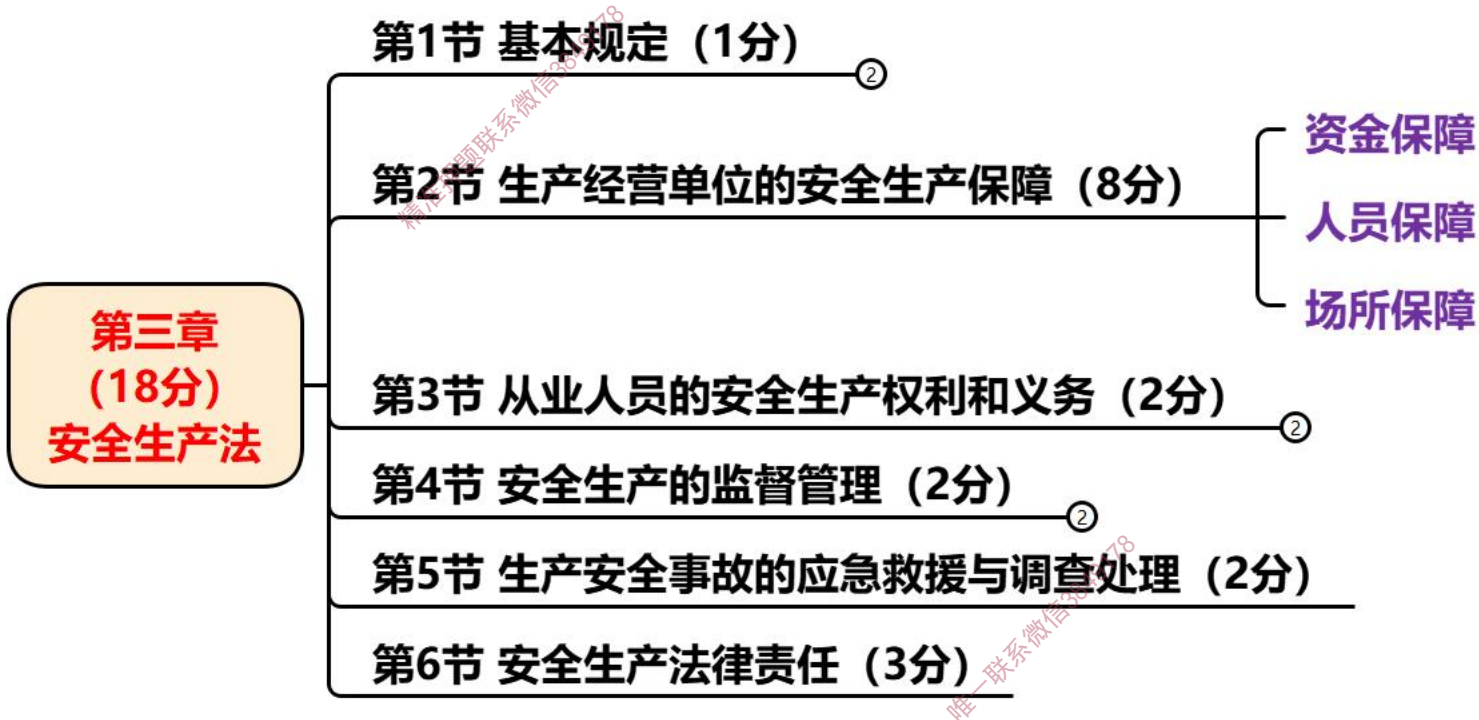 第1节 基本规定（1分）
2
第2节 生产经营单位的安全生产保障（8分）
资金保障
人员保障
场所保障
第三章
（18分）
安全生产法
第3节 从业人员的安全生产权利和义务（2分）
2
第4节 安全生产的监督管理（2分）
2
第5节 生产安全事故的应急救援与调查处理（2分）
第6节 安全生产法律责任（3分）